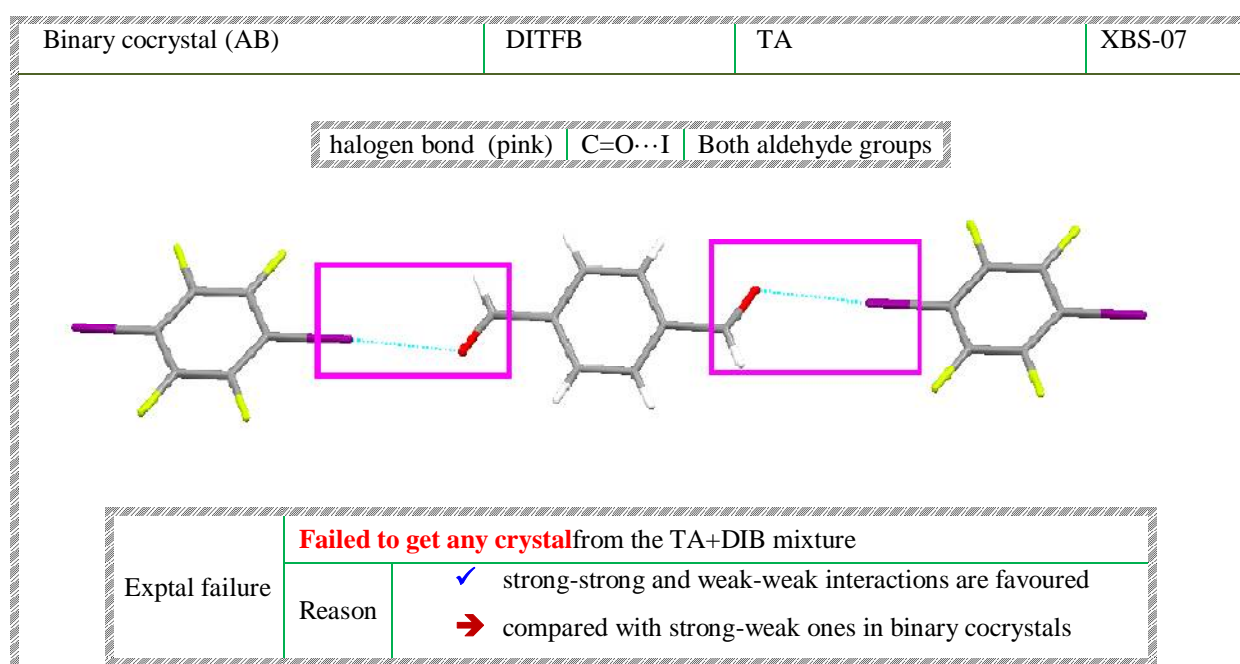 Binary cocrystal (AB) DITFB TA XBS-07
halogen bond (pink) C=O⋯I Both aldehyde groups
Failed to get any crystalfrom the TA+DIB mixture
Exptal failure
Reason
✓ strong-strong and weak-weak interactions are favoured
➔ compared with strong-weak ones in binary cocrystals